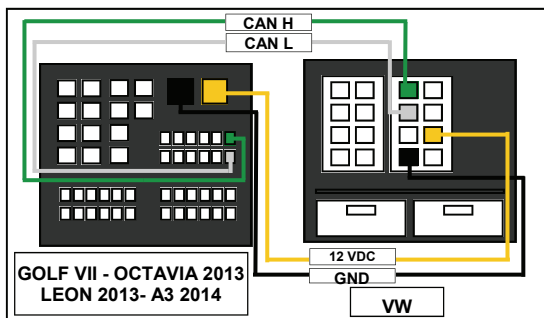 CAN H
CAN L
12 VDC
GND
GOLF VII - OCTAVIA 2013
LEON 2013- A3 2014
VW